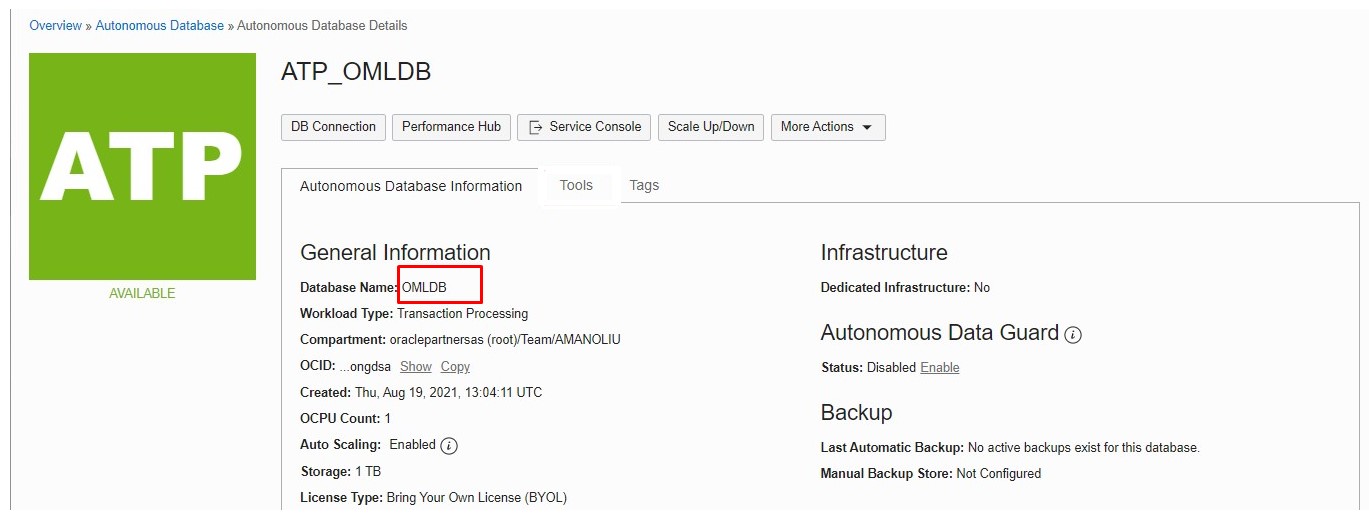 Overview » Autonomous Database » Autonomous Database Details
ATP
AVAILABLE
ATP_OMLDB
DB Connection Performance Hub Service Console Scale Up/Down More Actions
Autonomous Database Information Tools Tags
General Information
Database Name: OMLDB
Workload Type: Transaction Processing
Compartment: oraclepartnersas (root)/Team/AMANOLIU
OCID: ...ongdsa Show Copy
Created: Thu, Aug 19, 2021, 13:04:11 UTC
OCPU Count: 1
Auto Scaling: Enabled i
Storage: 1 TB
License Type: Bring Your Own License (BYOL)
Infrastructure
Dedicated Infrastructure: No
Autonomous Data Guard i
Status: Disabled Enable
Backup
Last Automatic Backup: No active backups exist for this database.
Manual Backup Store: Not Configured